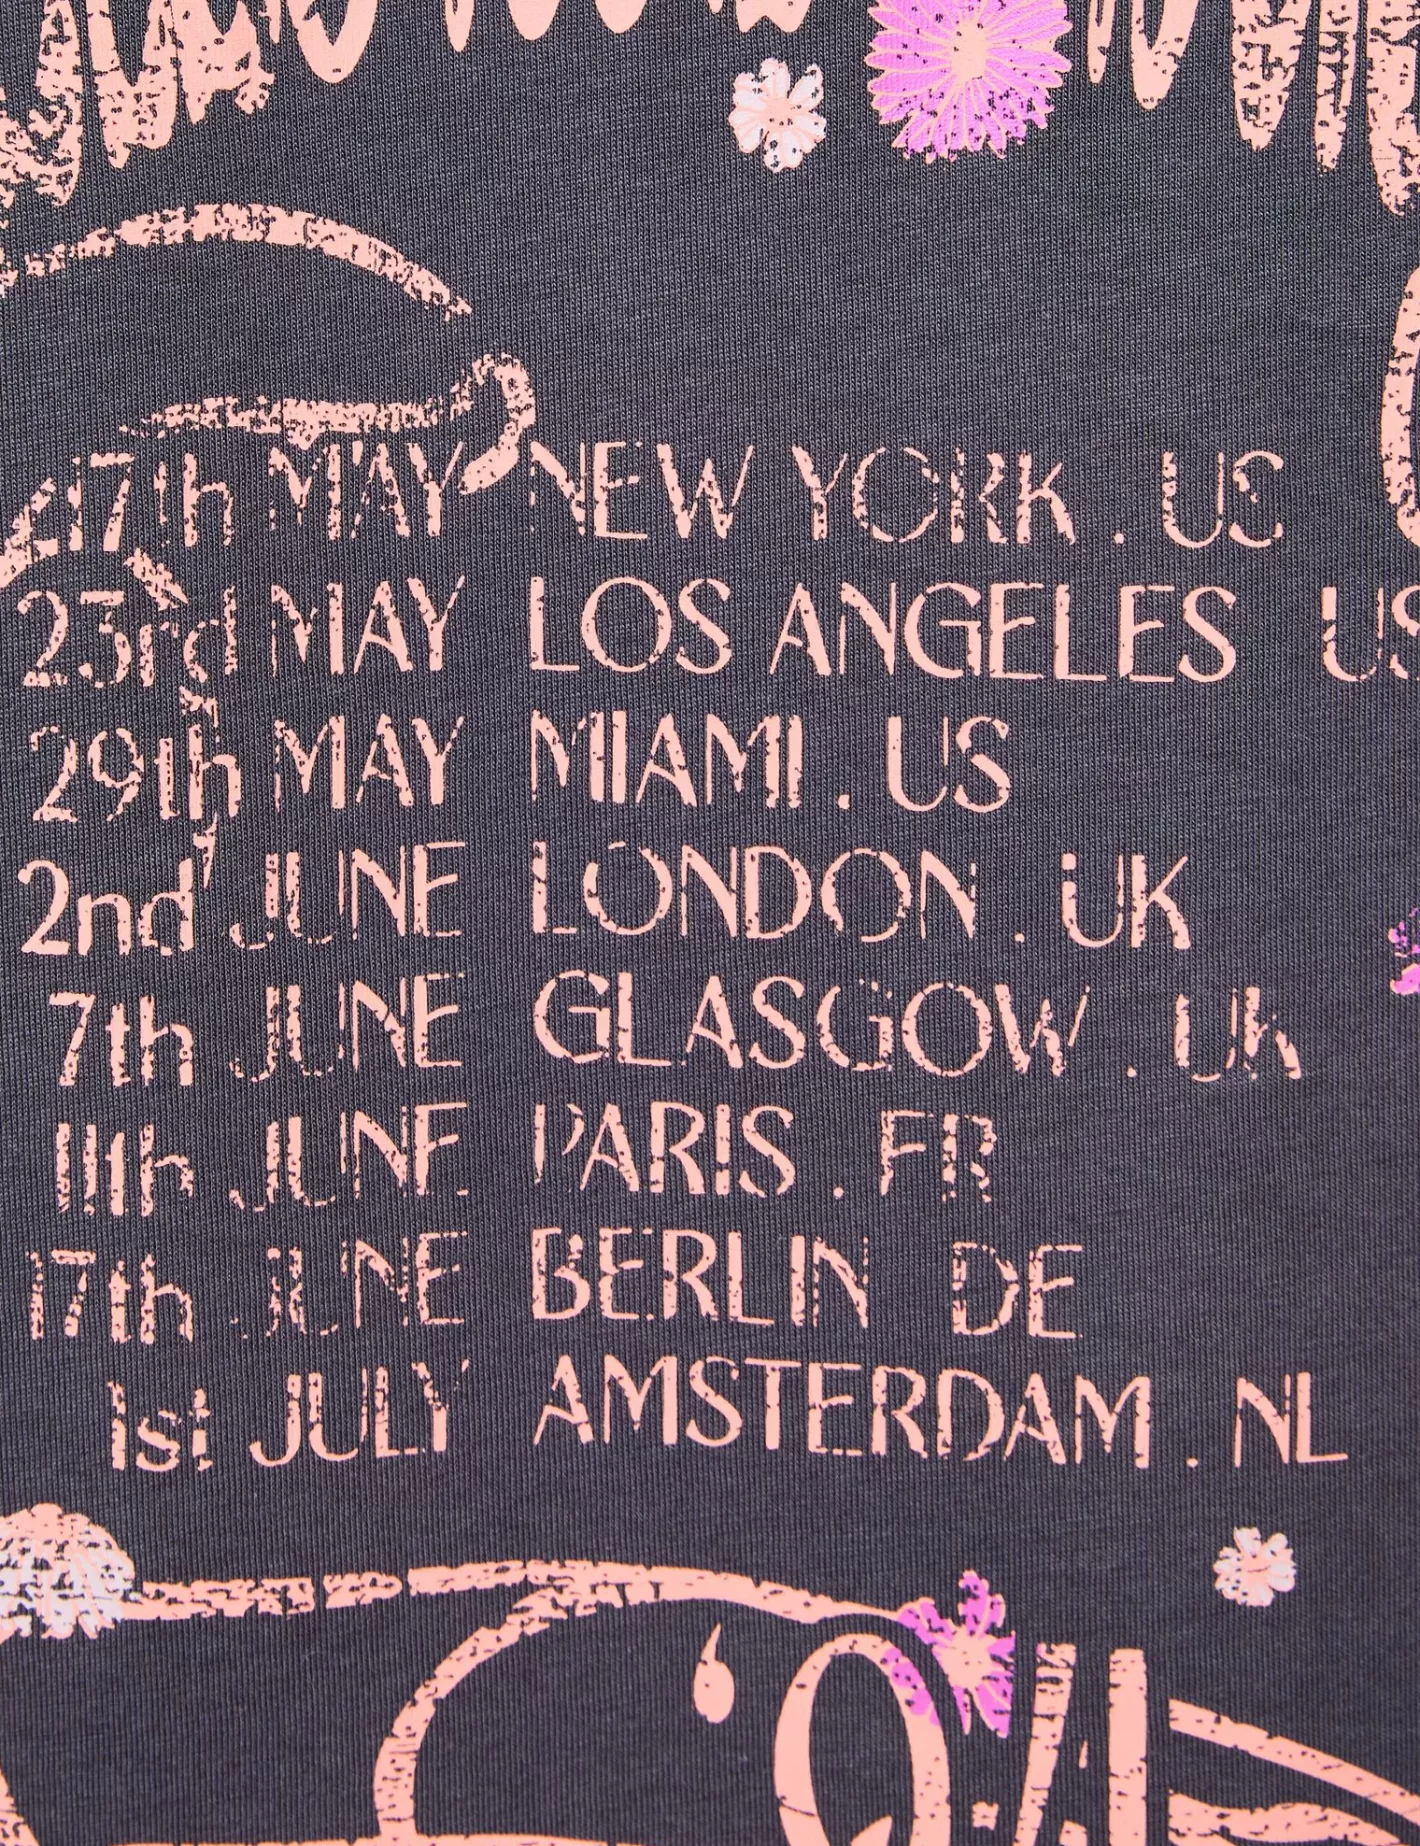 17th MAY NEW YORK . US
23rd MAY LOS ANGELES US
29th MAY MIAMI . US
2nd JUNE LONDON . UK
7th JUNE GLASGOW . UK
11th JUNE PARIS . FR
17th JUNE BERLIN DE
1st JULY AMSTERDAM . NL